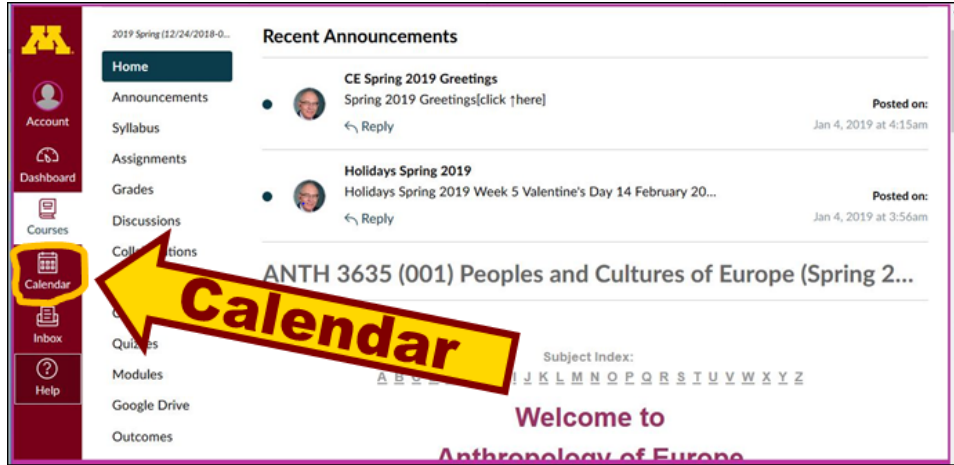 M
Account
Dashboard
Courses
Calendar
Inbox
Help
2019 Spring (12/24/2018-0...
Home
Announcements
Syllabus
Assignments
Grades
Discussions
Quizzes
Modules
Google Drive
Outcomes
Calendar
Recent Announcements
CE Spring 2019 Greetings
Spring 2019 Greetings[click ↑here]
Reply
Posted on:
Jan 4, 2019 at 4:15am
Holidays Spring 2019
Holidays Spring 2019 Week 5 Valentine's Day 14 February 20...
Reply
Posted on:
Jan 4, 2019 at 3:56am
ANTH 3635 (001) Peoples and Cultures of Europe (Spring 2...
Subject Index:
A B C I J K L M N O P Q R S T U V W X Y Z
Welcome to
Anthropology of Europe